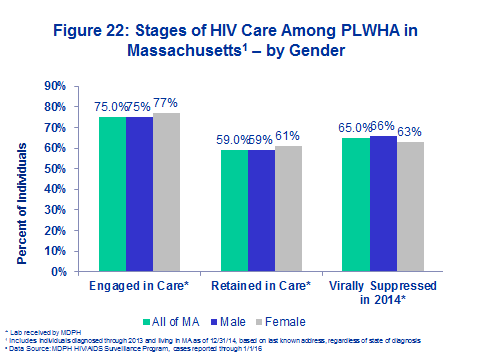 Figure 22: Stages of HIV Care Among PLWHA in
Massachusetts¹ – by Gender
Percent of Individuals
90%
80%
70%
60%
50%
40%
30%
20%
10%
0%
75.0% 75% 77%
59.0% 59% 61%
65.0% 66% 63%
Engaged in Care*
Retained in Care*
Virally Suppressed
in 2014*
All of MA Male Female
* Lab received by MDPH
¹ Includes individuals diagnosed through 2013 and living in MA as of 12/31/14, based on last known address, regardless of state of diagnosis
* Data Source: MDPH HIV/AIDS Surveillance Program, cases reported through 1/1/16